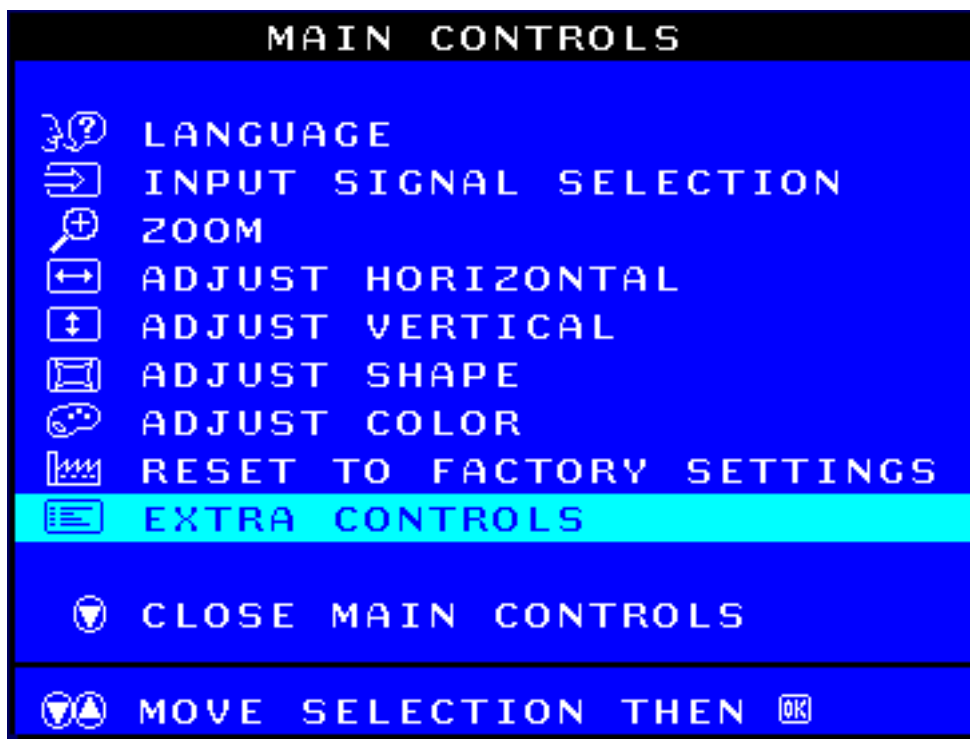 MAIN CONTROLS
LANGUAGE
INPUT SIGNAL SELECTION
ZOOM
ADJUST HORIZONTAL
ADJUST VERTICAL
ADJUST SHAPE
ADJUST COLOR
RESET TO FACTORY SETTINGS
EXTRA CONTROLS
CLOSE MAIN CONTROLS
MOVE SELECTION THEN OK